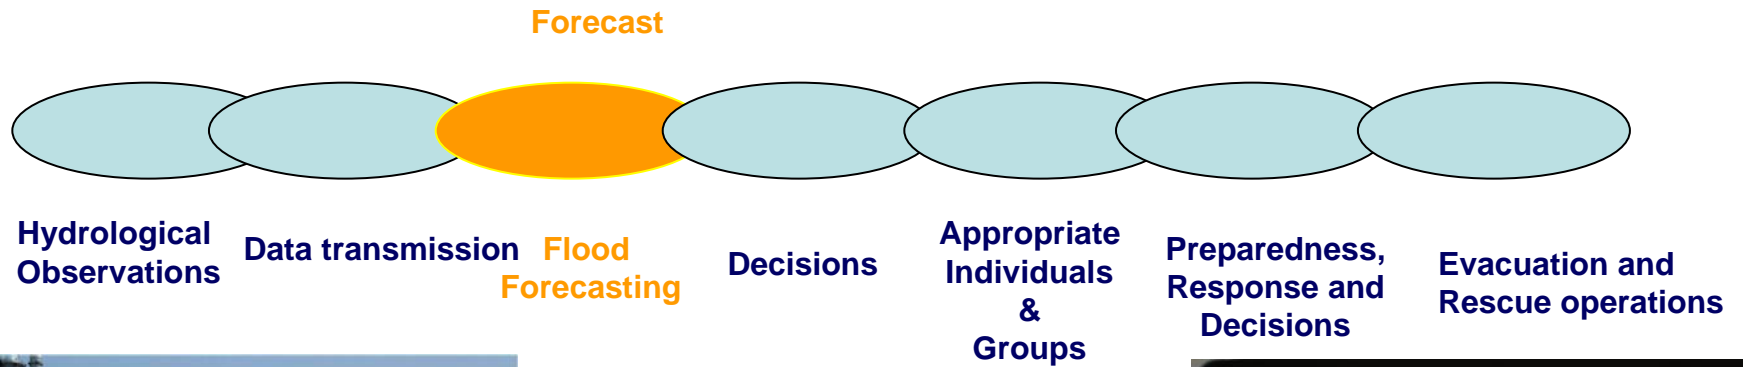 Forecast
Hydrological
Observations
Data transmission
Flood
Forecasting
Decisions
Appropriate
Individuals
&
Groups
Preparedness,
Response and
Decisions
Evacuation and
Rescue operations